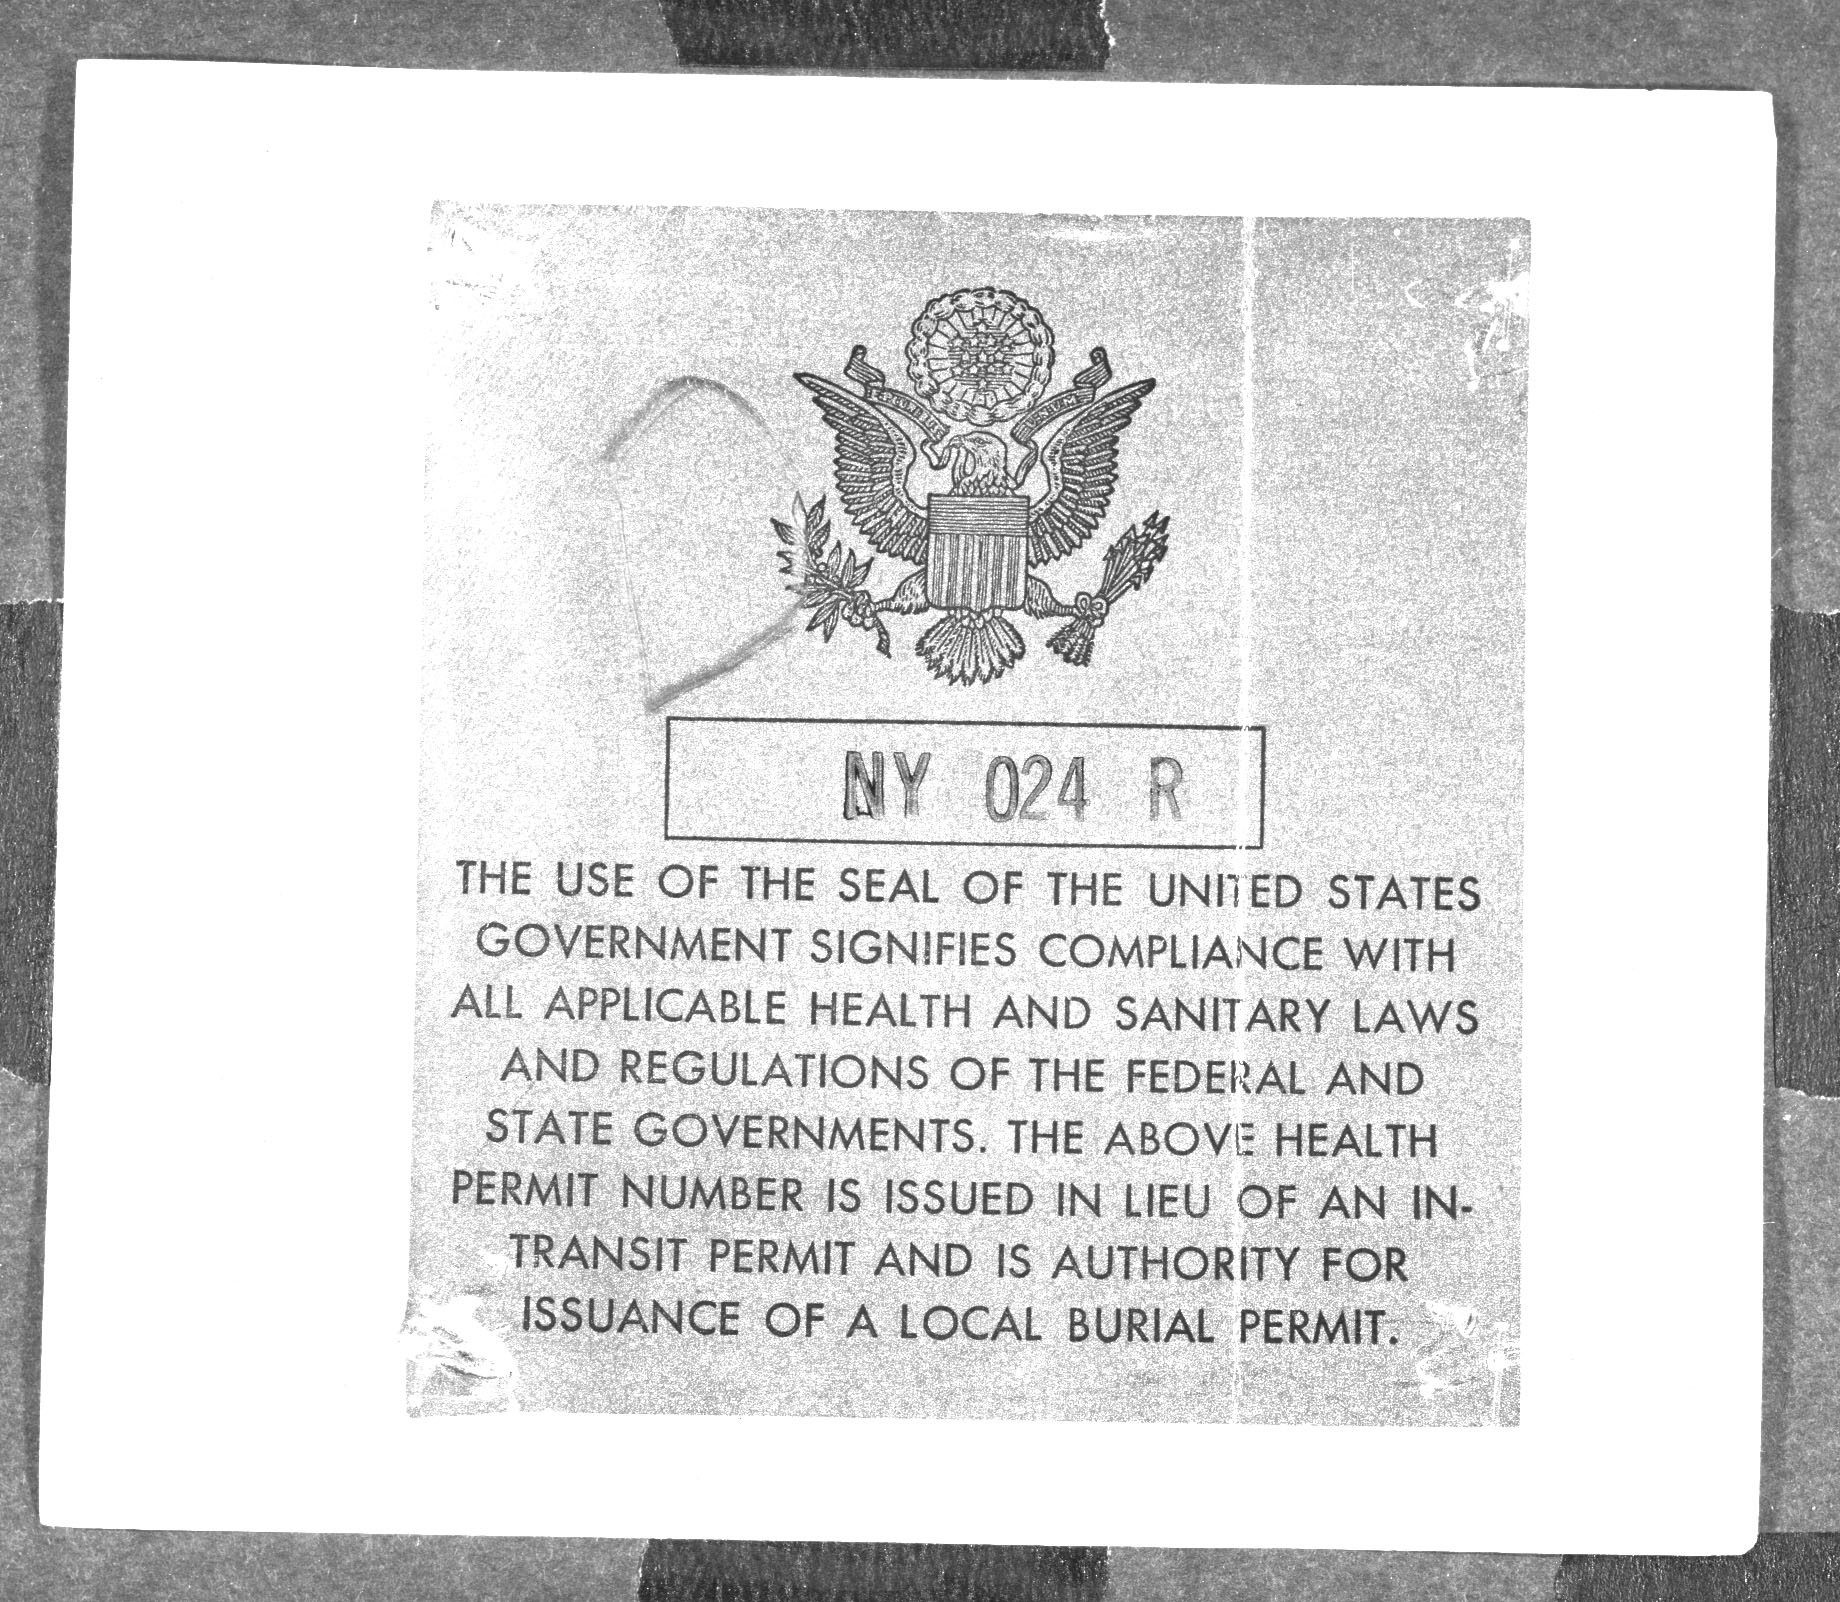 NY 024 R
THE USE OF THE SEAL OF THE UNITED STATES
GOVERNMENT SIGNIFIES COMPLIANCE WITH
ALL APPLICABLE HEALTH AND SANITARY LAWS
AND REGULATIONS OF THE FEDERAL AND
STATE GOVERNMENTS. THE ABOVE HEALTH
PERMIT NUMBER IS ISSUED IN LIEU OF AN IN-
TRANSIT PERMIT AND IS AUTHORITY FOR
ISSUANCE OF A LOCAL BURIAL PERMIT.